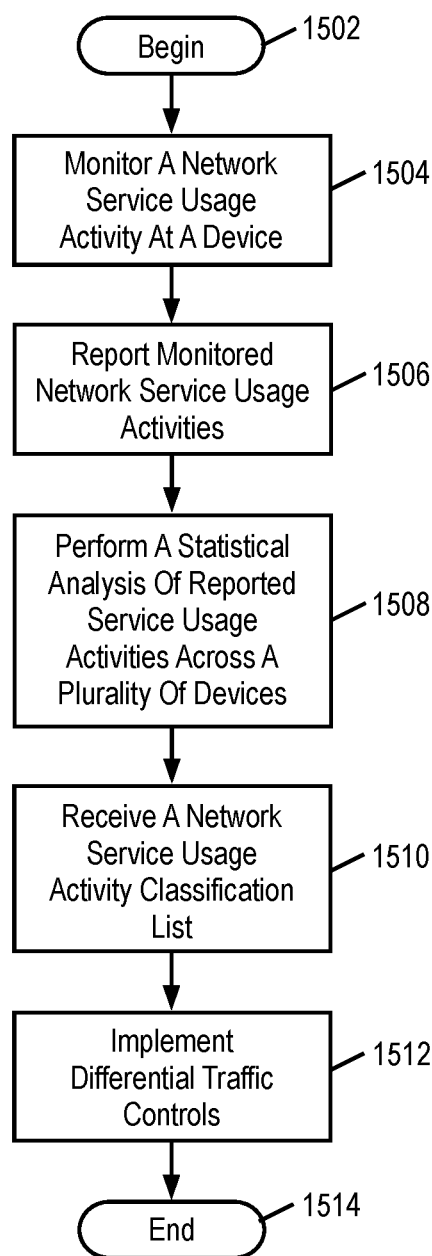 Begin
1502
Monitor A Network
Service Usage
Activity At A Device
1504
Report Monitored
Network Service Usage
Activities
1506
Perform A Statistical
Analysis Of Reported
Service Usage
Activities Across A
Plurality Of Devices
1508
Receive A Network
Service Usage
Activity Classification
List
1510
Implement
Differential Traffic
Controls
1512
End
1514